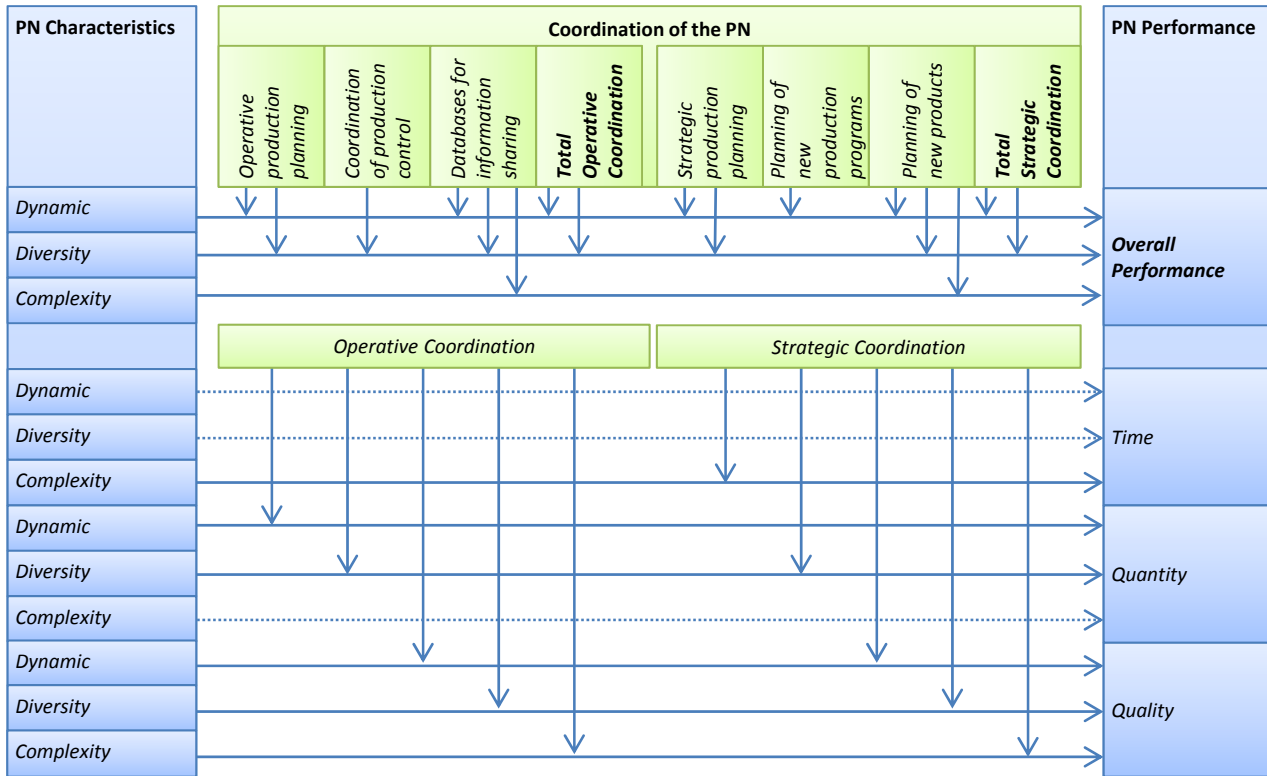 PN Characteristics
Coordination of the PN
PN Performance
Operative
production
planning
Coordination
of production
control
Databases for
information
sharing
Total
Operative
Coordination
Strategic
production
planning
Planning of
new
production
programs
Planning of
new products
Total
Strategic
Coordination
Dynamic
Diversity
Complexity
Overall
Performance
Operative Coordination
Strategic Coordination
Dynamic
Diversity
Complexity
Time
Dynamic
Diversity
Complexity
Quantity
Dynamic
Diversity
Complexity
Quality